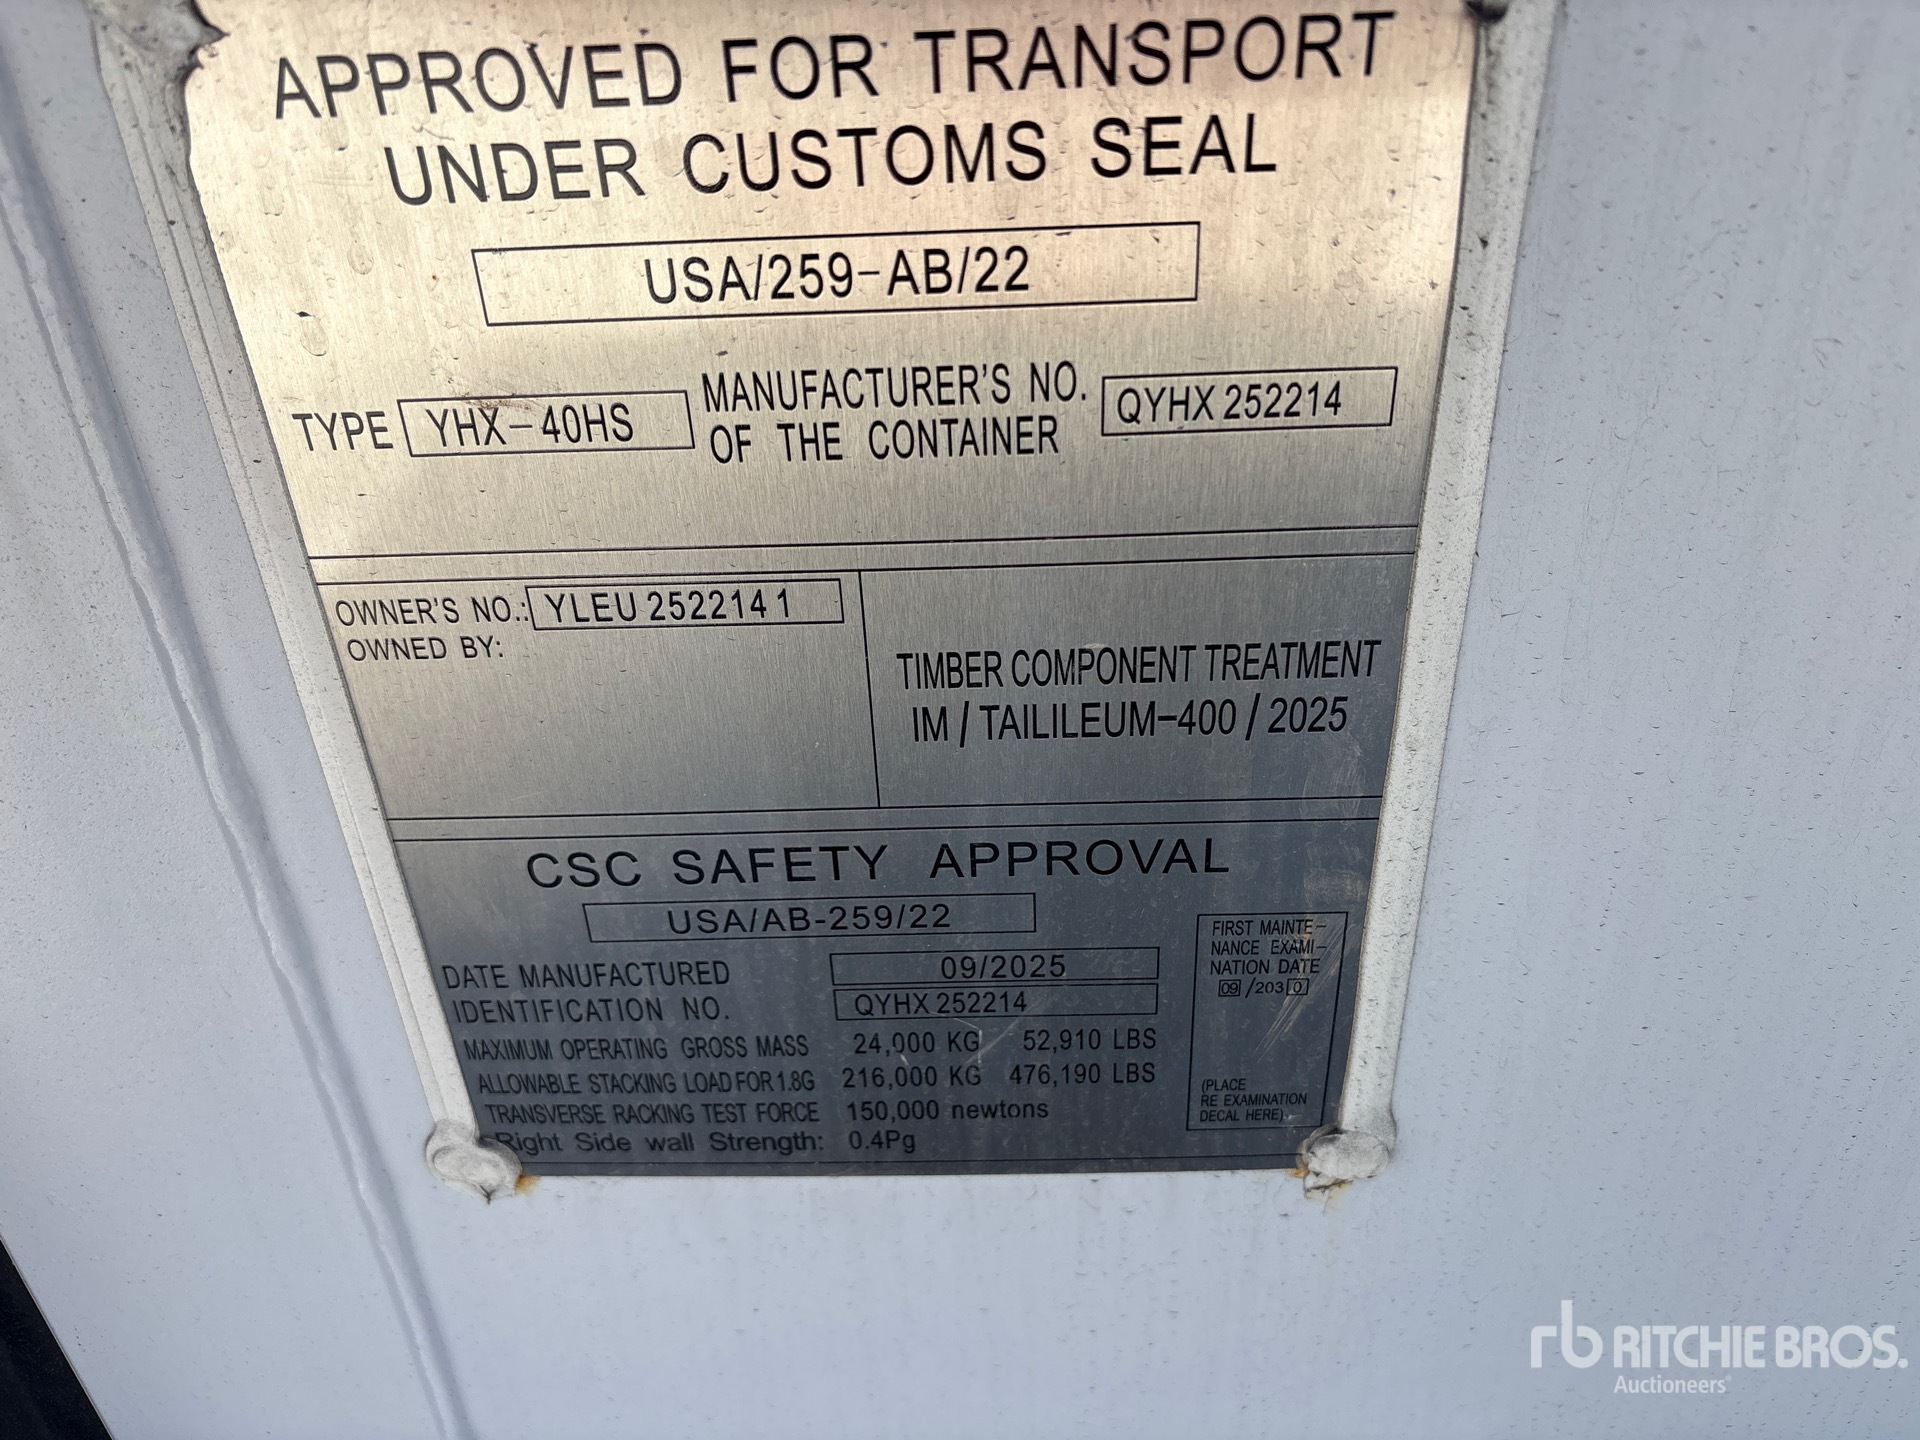 APPROVED FOR TRANSPORT
UNDER CUSTOMS SEAL
USA/259-AB/22
TYPE YHX-40HS
MANUFACTURER'S NO.
OF THE CONTAINER
QYHX 252214
OWNER'S NO.: YLEU 252214 1
OWNED BY:
TIMBER COMPONENT TREATMENT
IM / TAILILEUM-400 / 2025
CSC SAFETY APPROVAL
USA/AB-259/22
DATE MANUFACTURED 09/2025
IDENTIFICATION NO. QYHX 252214
MAXIMUM OPERATING GROSS MASS 24,000 KG 52,910 LBS
ALLOWABLE STACKING LOAD FOR 1.8G 216,000 KG 476,190 LBS
TRANSVERSE RACKING TEST FORCE 150,000 newtons
Right Side wall Strength: 0.4Pg
FIRST MAINTE-
NANCE EXAMI-
NATION DATE
09 /2030
(PLACE
RE EXAMINATION
DECAL HERE)
rb RITCHIE BROS.
Auctioneers